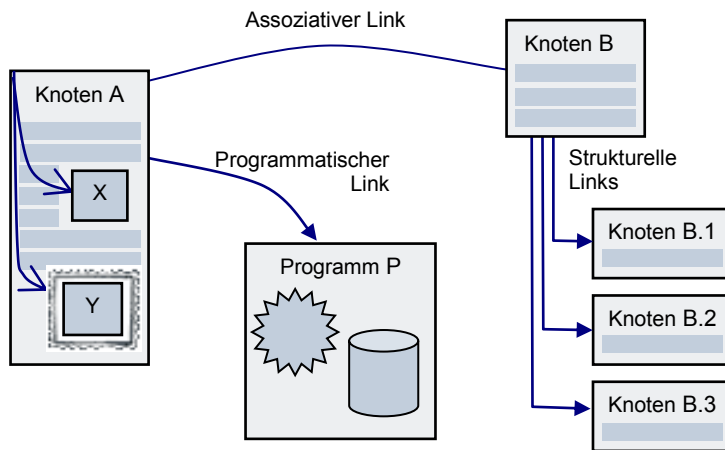 Assoziativer Link
Knoten A
Knoten B
Programmatischer
Link
Strukturelle
Links
X
Y
Programm P
Knoten B.1
Knoten B.2
Knoten B.3